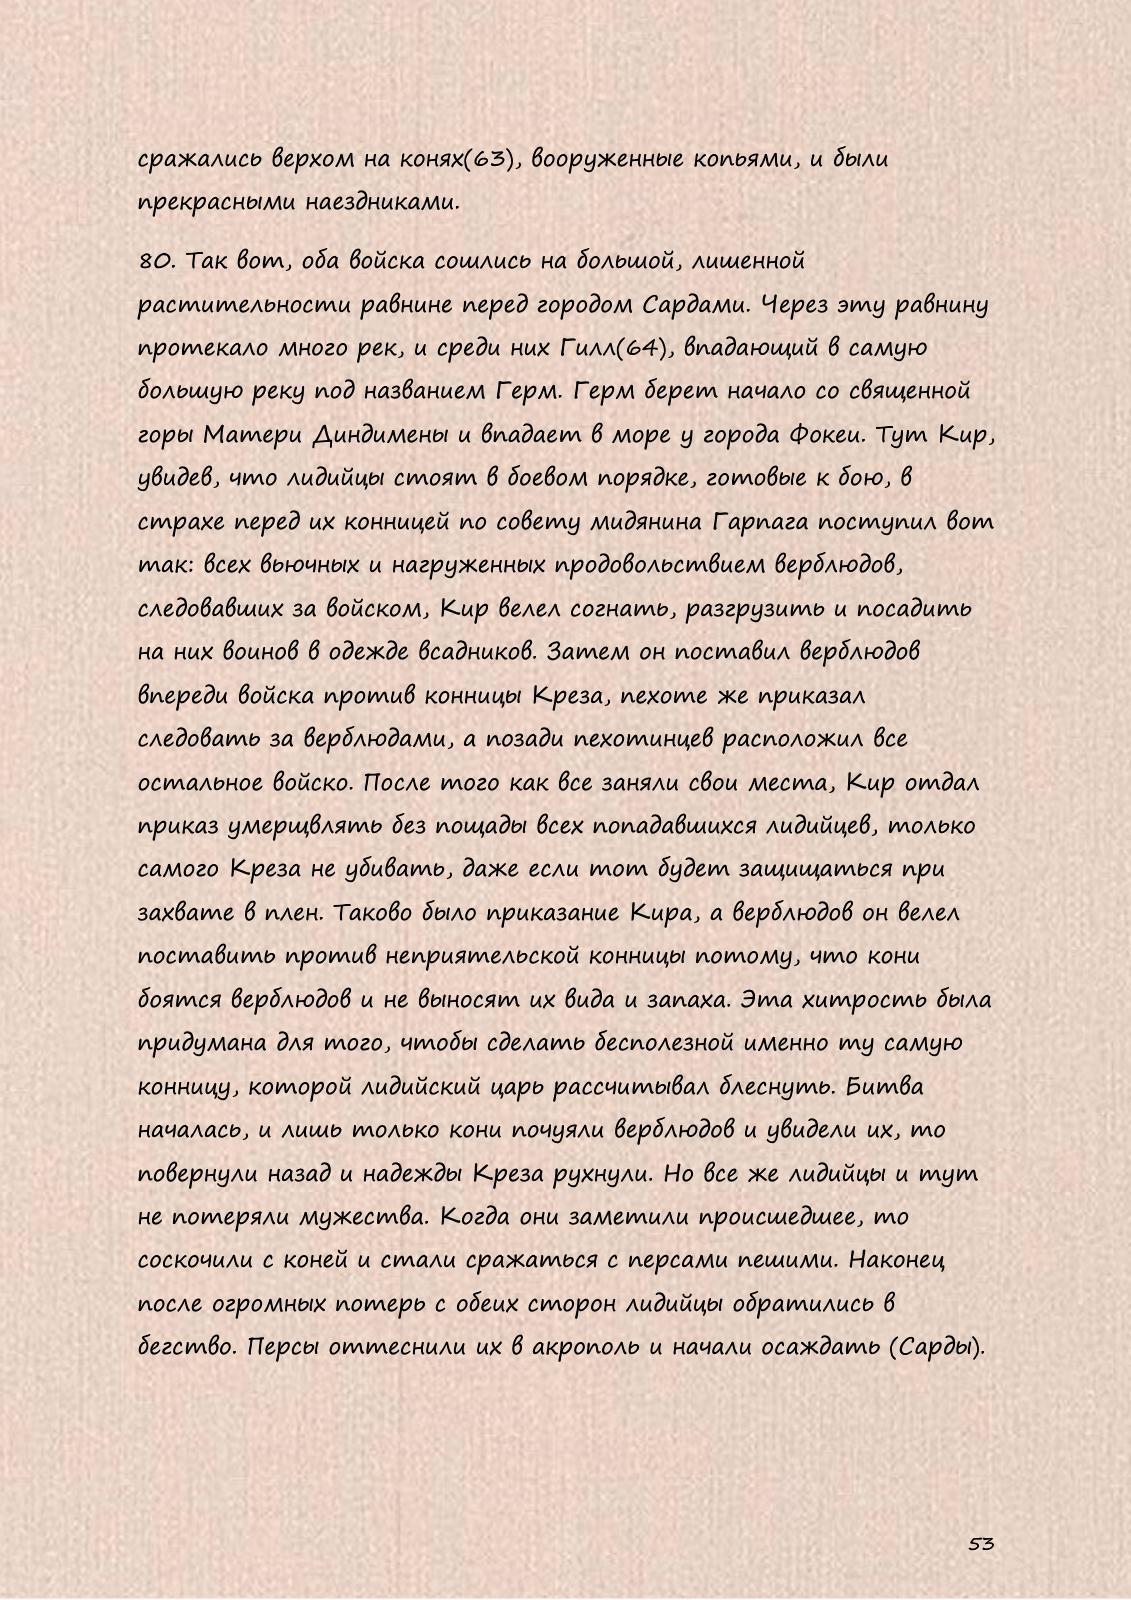 сражались верхом на конях(63), вооруженные копьями, и были
прекрасными наездниками.
80. Так вот, оба войска сошлись на большой, лишенной
растительности равнине перед городом Сардами. Через эту равнину
протекало много рек, и среди них Гилл(64), впадающий в самую
большую реку под названием Герм. Герм берет начало со священной
горы Матери Диндимены и впадает в море у города Фокеи. Тут Кир,
увидев, что лидийцы стоят в боевом порядке, готовые к бою, в
страхе перед их конницей по совету мидянина Гарпага поступил вот
так: всех вьючных и нагруженных продовольствием верблюдов,
следовавших за войском, Кир велел согнать, разгрузить и посадить
на них воинов в одежде всадников. Затем он поставил верблюдов
впереди войска против конницы Креза, пехоте же приказал
следовать за верблюдами, а позади пехотинцев расположил все
остальное войско. После того как все заняли свои места, Кир отдал
приказ умерщвлять без пощады всех попадавшихся лидийцев, только
самого Креза не убивать, даже если тот будет защищаться при
захвате в плен. Таково было приказание Кира, а верблюдов он велел
поставить против неприятельской конницы потому, что кони
боятся верблюдов и не выносят их вида и запаха. Эта хитрость была
придумана для того, чтобы сделать бесполезной именно ту самую
конницу, которой лидийский царь рассчитывал блеснуть. Битва
началась, и лишь только кони почуяли верблюдов и увидели их, то
повернули назад и надежды Креза рухнули. Но все же лидийцы и тут
не потеряли мужества. Когда они заметили происшедшее, то
соскочили с коней и стали сражаться с персами пешими. Наконец
после огромных потерь с обеих сторон лидийцы обратились в
бегство. Персы оттеснили их в акрополь и начали осаждать (Сарды).
53